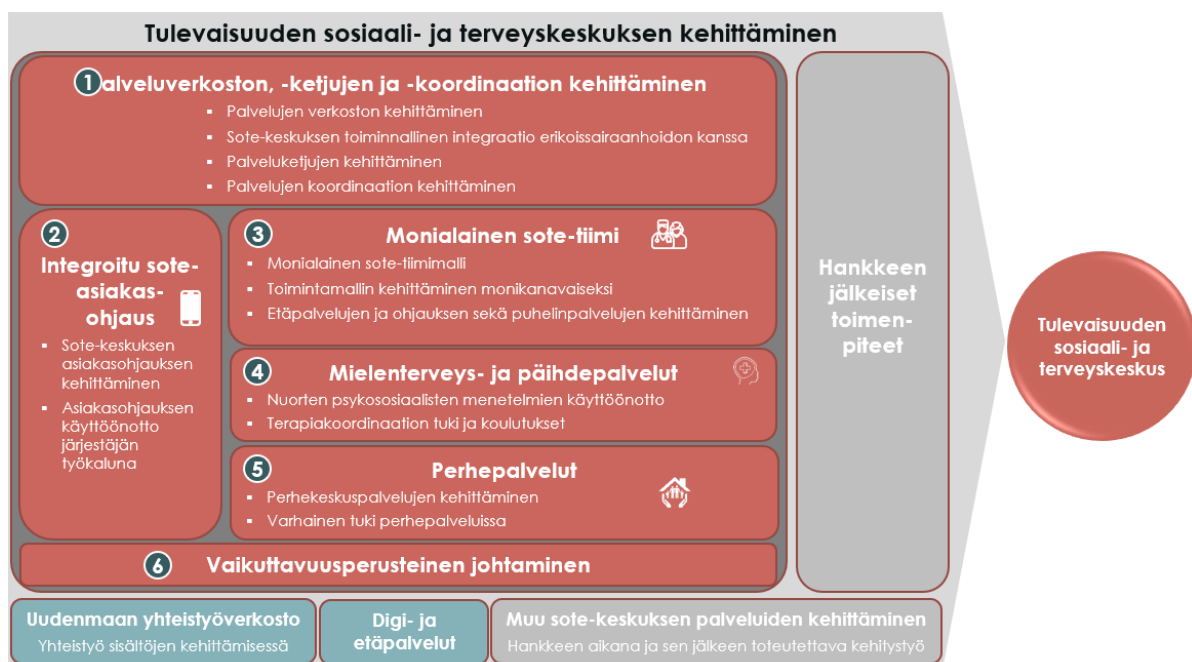 Tulevaisuuden sosiaali- ja terveyskeskuksen kehittäminen
1
alveluverkoston, -ketjujen ja -koordinaation kehittäminen
▪ Palvelujen verkoston kehittäminen
▪ Sote-keskuksen toiminnallinen integraatio erikoissairaanhoidon kanssa
▪ Palveluketjujen kehittäminen
▪ Palvelujen koordinaation kehittäminen
2
Integroitu sote-
asiakas-
ohjaus
▪ Sote-keskuksen
asiakasohjauksen
kehittäminen
▪ Asiakasohjauksen
käyttöönotto
järjestäjän
työkaluna
3
Monialainen sote-tiimi
▪ Monialainen sote-tiimimalli
▪ Toimintamallin kehittäminen monikanavaiseksi
▪ Etäpalvelujen ja ohjauksen sekä puhelinpalvelujen kehittäminen
4
Mielenterveys- ja päihdepalvelut
▪ Nuorten psykososiaalisten menetelmien käyttöönotto
▪ Terapiakoordinaation tuki ja koulutukset
5
Perhepalvelut
▪ Perhekeskuspalvelujen kehittäminen
▪ Varhainen tuki perhepalveluissa
6
Vaikuttavuusperusteinen johtaminen
Hankkeen
jälkeiset
toimen-
piteet
Tulevaisuuden
sosiaali- ja
terveyskeskus
Uudenmaan yhteistyöverkosto
Yhteistyö sisältöjen kehittämisessä
Digi- ja
etäpalvelut
Muu sote-keskuksen palveluiden kehittäminen
Hankkeen aikana ja sen jälkeen toteutettava kehitystyö